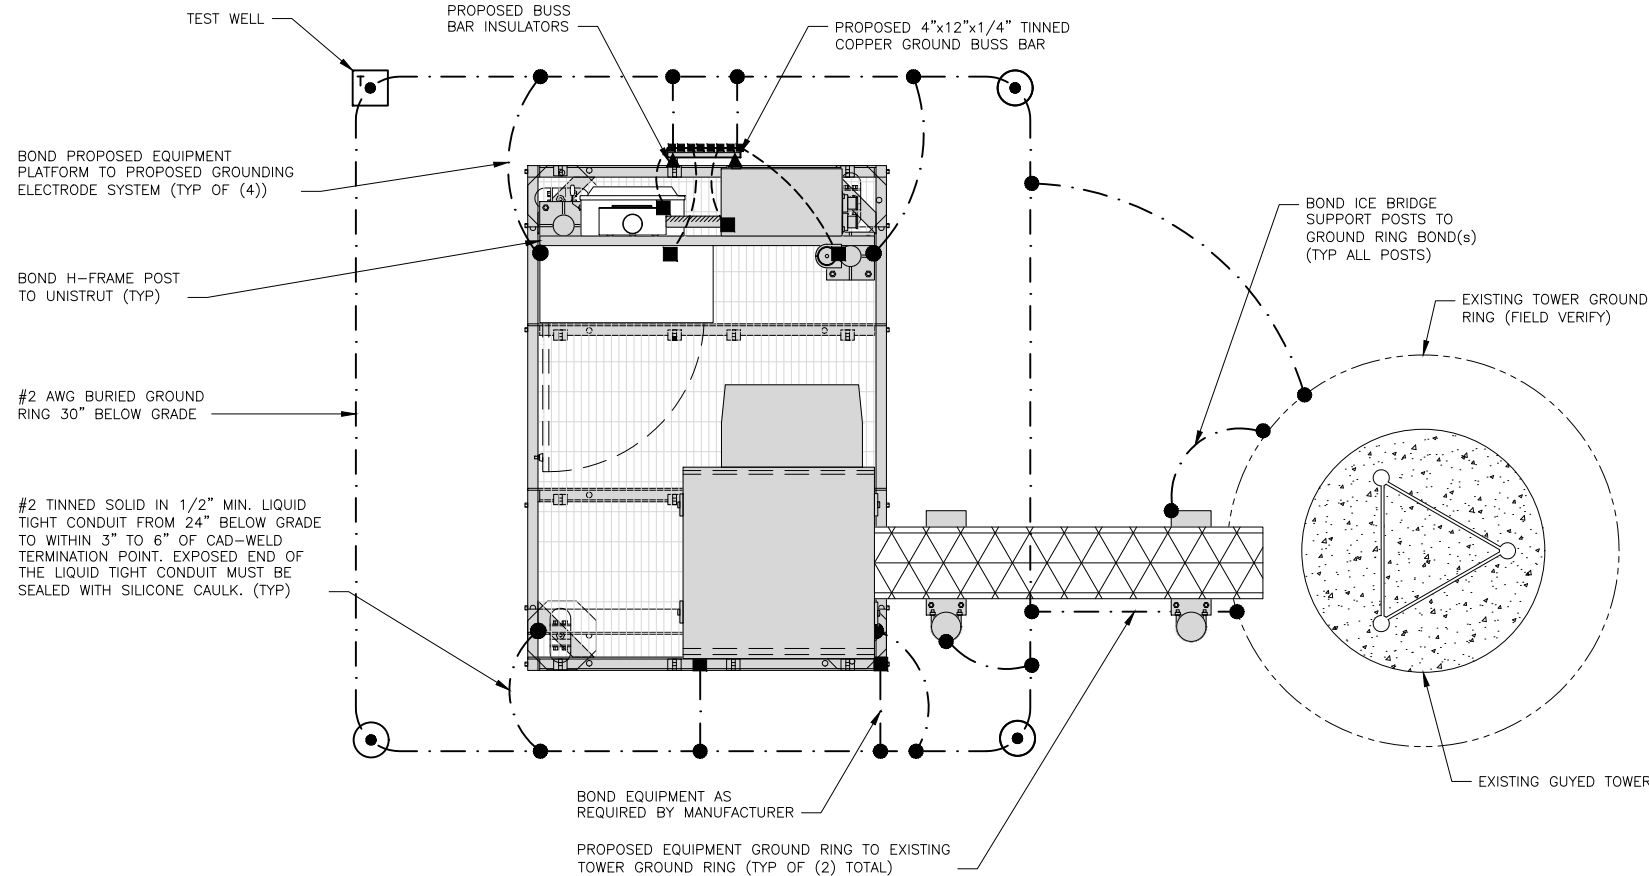 TEST WELL
PROPOSED BUSS
BAR INSULATORS
PROPOSED 4"x12"x1/4" TINNED
COPPER GROUND BUSS BAR
T
BOND PROPOSED EQUIPMENT
PLATFORM TO PROPOSED GROUNDING
ELECTRODE SYSTEM (TYP OF (4))
BOND ICE BRIDGE
SUPPORT POSTS TO
GROUND RING BOND(s)
(TYP ALL POSTS)
BOND H-FRAME POST
TO UNISTRUT (TYP)
EXISTING TOWER GROUND
RING (FIELD VERIFY)
#2 AWG BURIED GROUND
RING 30" BELOW GRADE
#2 TINNED SOLID IN 1/2" MIN. LIQUID
TIGHT CONDUIT FROM 24" BELOW GRADE
TO WITHIN 3" TO 6" OF CAD-WELD
TERMINATION POINT. EXPOSED END OF
THE LIQUID TIGHT CONDUIT MUST BE
SEALED WITH SILICONE CAULK. (TYP)
EXISTING GUYED TOWER
BOND EQUIPMENT AS
REQUIRED BY MANUFACTURER
PROPOSED EQUIPMENT GROUND RING TO EXISTING
TOWER GROUND RING (TYP OF (2) TOTAL)